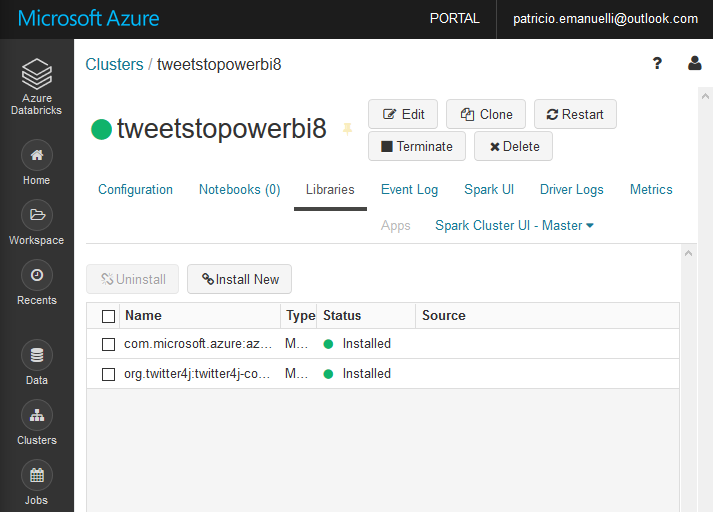 Microsoft Azure PORTAL patricio.emanuelli@outlook.com
Azure
Databricks
Home
Workspace
Recents
Data
Clusters
Jobs
Clusters / tweetstopowerbi8 ?
tweetstopowerbi8
Edit Clone Restart
Terminate Delete
Configuration Notebooks (0) Libraries Event Log Spark UI Driver Logs Metrics
Apps Spark Cluster UI - Master
Uninstall Install New
Name Type Status Source
com.microsoft.azure:az... M... Installed
org.twitter4j:twitter4j-co... M... Installed